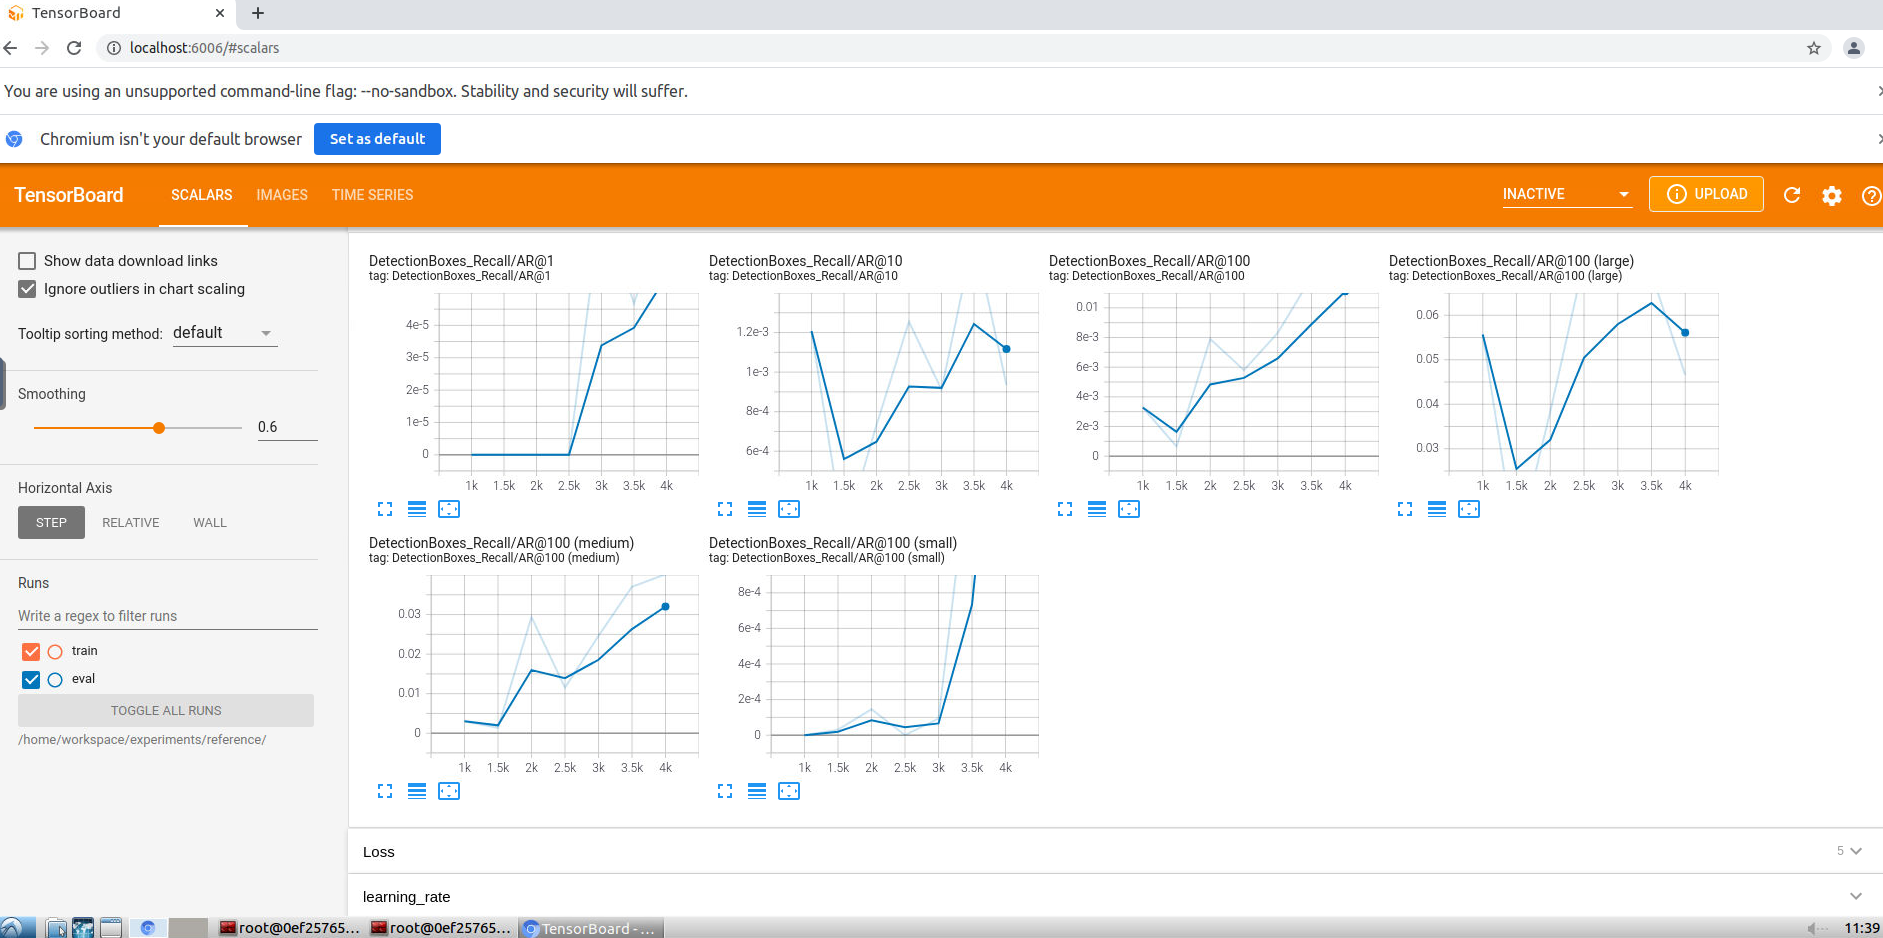 TensorBoard
localhost:6006/#scalars
You are using an unsupported command-line flag: --no-sandbox. Stability and security will suffer.
Chromium isn't your default browser Set as default
TensorBoard SCALARS IMAGES TIME SERIES INACTIVE UPLOAD
Show data download links
Ignore outliers in chart scaling
Tooltip sorting method: default
Smoothing
0.6
Horizontal Axis
STEP RELATIVE WALL
Runs
Write a regex to filter runs
train
eval
TOGGLE ALL RUNS
/home/workspace/experiments/reference/
DetectionBoxes_Recall/AR@1
tag: DetectionBoxes_Recall/AR@1
4e-5
3e-5
2e-5
1e-5
0
1k 1.5k 2k 2.5k 3k 3.5k 4k
DetectionBoxes_Recall/AR@10
tag: DetectionBoxes_Recall/AR@10
1.2e-3
1e-3
8e-4
6e-4
1k 1.5k 2k 2.5k 3k 3.5k 4k
DetectionBoxes_Recall/AR@100
tag: DetectionBoxes_Recall/AR@100
0.01
8e-3
6e-3
4e-3
2e-3
0
1k 1.5k 2k 2.5k 3k 3.5k 4k
DetectionBoxes_Recall/AR@100 (large)
tag: DetectionBoxes_Recall/AR@100 (large)
0.06
0.05
0.04
0.03
1k 1.5k 2k 2.5k 3k 3.5k 4k
DetectionBoxes_Recall/AR@100 (medium)
tag: DetectionBoxes_Recall/AR@100 (medium)
0.03
0.02
0.01
0
1k 1.5k 2k 2.5k 3k 3.5k 4k
DetectionBoxes_Recall/AR@100 (small)
tag: DetectionBoxes_Recall/AR@100 (small)
8e-4
6e-4
4e-4
2e-4
0
1k 1.5k 2k 2.5k 3k 3.5k 4k
Loss 5
learning_rate
root@0ef25765... root@0ef25765... TensorBoard - ... 11:39